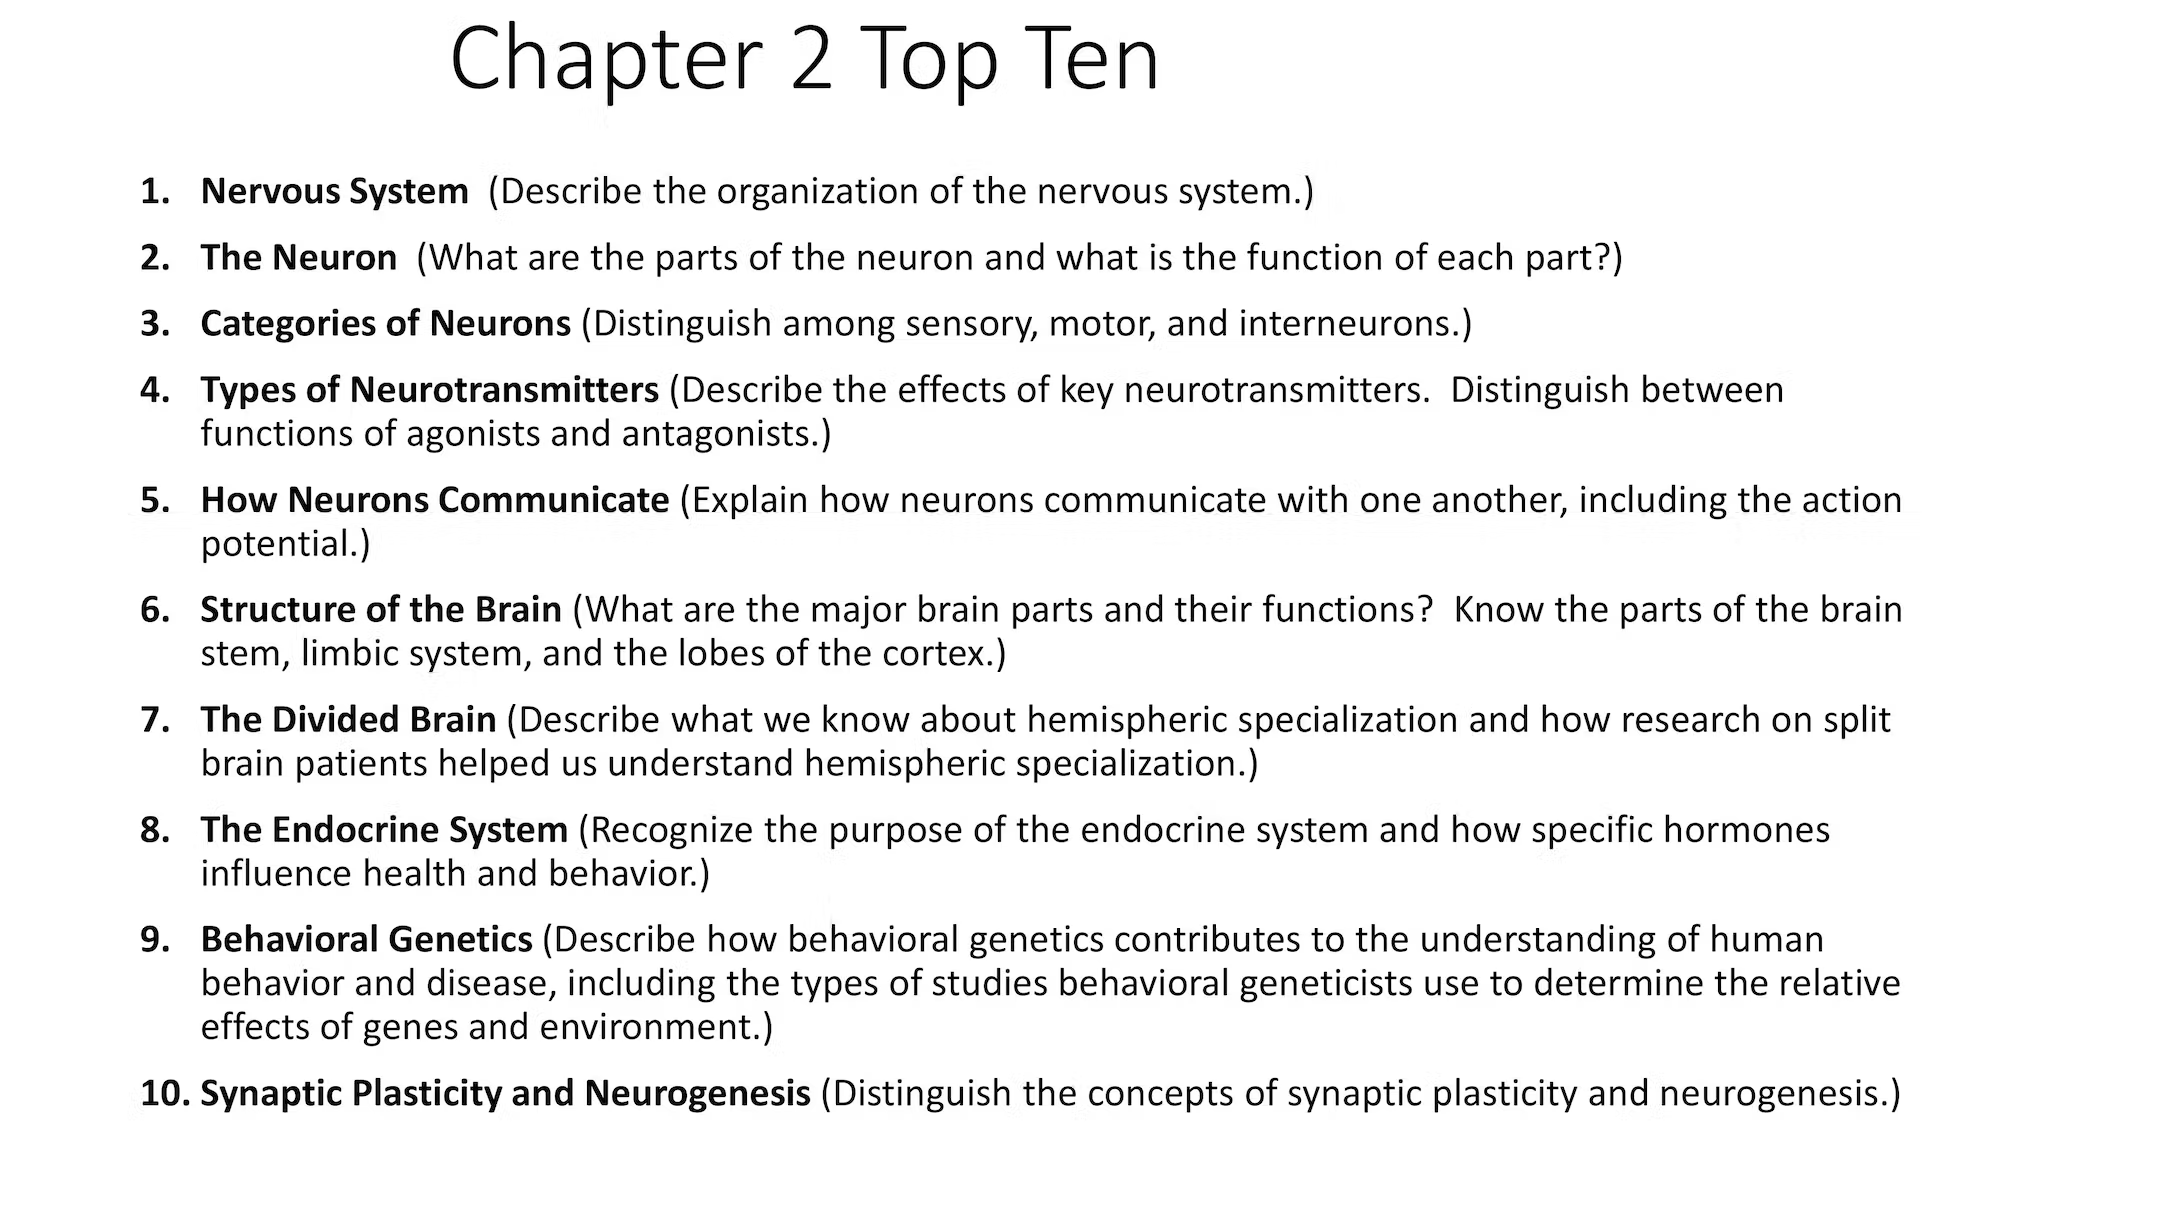 Chapter 2 Top Ten
1. Nervous System (Describe the organization of the nervous system.)
2. The Neuron (What are the parts of the neuron and what is the function of each part?)
3. Categories of Neurons (Distinguish among sensory, motor, and interneurons.)
4. Types of Neurotransmitters (Describe the effects of key neurotransmitters. Distinguish between
functions of agonists and antagonists.)
5. How Neurons Communicate (Explain how neurons communicate with one another, including the action
potential.)
6. Structure of the Brain (What are the major brain parts and their functions? Know the parts of the brain
stem, limbic system, and the lobes of the cortex.)
7. The Divided Brain (Describe what we know about hemispheric specialization and how research on split
brain patients helped us understand hemispheric specialization.)
8. The Endocrine System (Recognize the purpose of the endocrine system and how specific hormones
influence health and behavior.)
9. Behavioral Genetics (Describe how behavioral genetics contributes to the understanding of human
behavior and disease, including the types of studies behavioral geneticists use to determine the relative
effects of genes and environment.)
10. Synaptic Plasticity and Neurogenesis (Distinguish the concepts of synaptic plasticity and neurogenesis.)